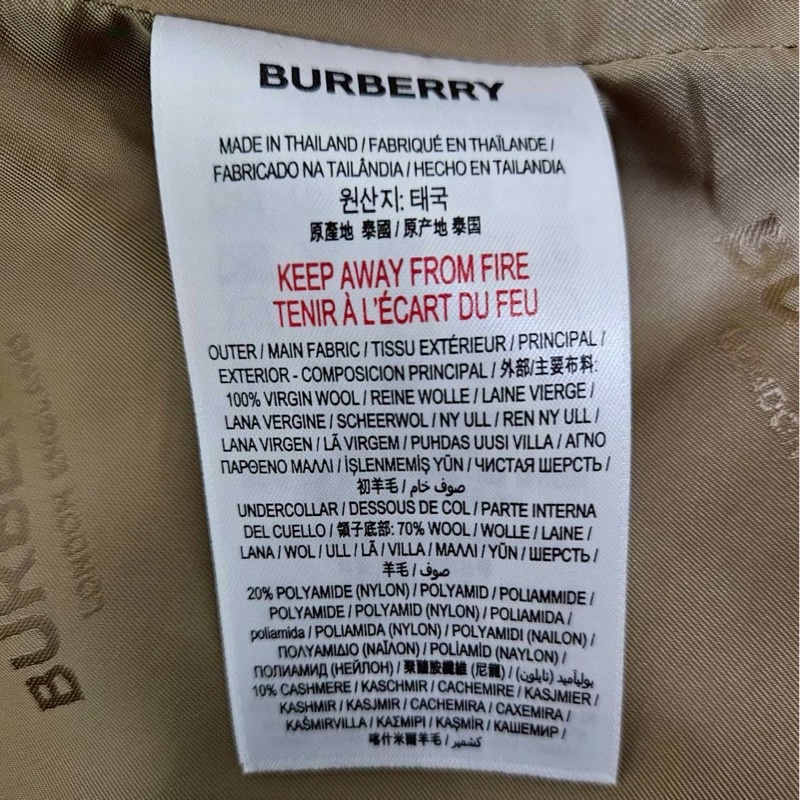 BURBERRY
MADE IN THAILAND / FABRIQUÉ EN THAÏLANDE /
FABRICADO NA TAILÂNDIA / HECHO EN TAILANDIA
원산지: 태국
原產地 泰國 / 原产地 泰国
KEEP AWAY FROM FIRE
TENIR À L'ÉCART DU FEU
OUTER / MAIN FABRIC / TISSU EXTÉRIEUR / PRINCIPAL /
EXTERIOR - COMPOSICION PRINCIPAL / 外部/主要布料:
100% VIRGIN WOOL / REINE WOLLE / LAINE VIERGE /
LANA VERGINE / SCHEERWOL / NY ULL / REN NY ULL /
LANA VIRGEN / LÃ VIRGEM / PUHDAS UUSI VILLA / ΑΓΝΟ
ΠΑΡΘΕΝΟ ΜΑΛΛΙ / İŞLENMEMİŞ YÜN / ЧИСТАЯ ШЕРСТЬ /
初羊毛 / صوف خام /
UNDERCOLLAR / DESSOUS DE COL / PARTE INTERNA
DEL CUELLO / 領子底部: 70% WOOL / WOLLE / LAINE /
LANA / WOL / ULL / LÃ / VILLA / ΜΑΛΛΙ / YÜN / ШЕРСТЬ /
羊毛 / صوف /
20% POLYAMIDE (NYLON) / POLYAMID / POLIAMMIDE /
POLYAMIDE / POLYAMID (NYLON) / POLIAMIDA /
poliamida / POLIAMIDA (NYLON) / POLYAMIDI (NAILON) /
ΠΟΛΥΑΜΙΔΙΟ (ΝΑΪΛΟΝ) / POLİAMİD (NAYLON) /
ПОЛИАМИД (НЕЙЛОН) / 聚醯胺纖維 (尼龍) / بولياميد (نايلون) /
10% CASHMERE / KASCHMIR / CACHEMIRE / KASJMIER /
KASHMIR / KASJMIR / CACHEMIRA / CAXEMIRA /
KAŠMIRVILLA / ΚΑΣΜΙΡΙ / KAŞMİR / КАШЕМИР /
喀什米爾羊毛 / كشمير /
BURBERRY
LONDON ENGLAND